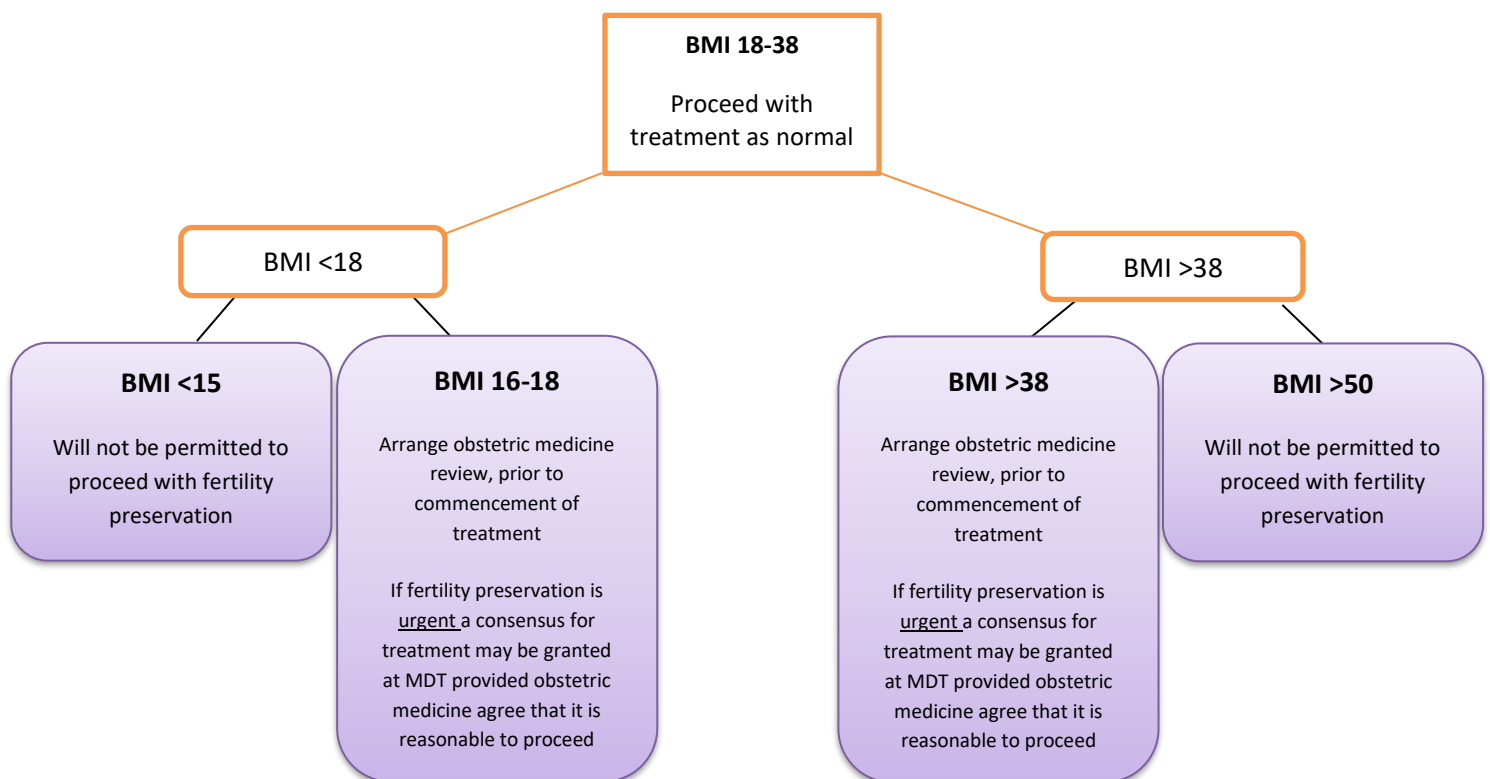 BMI 18-38
Proceed with
treatment as normal
BMI <18
BMI >38
BMI <15
Will not be permitted to
proceed with fertility
preservation
BMI 16-18
Arrange obstetric medicine
review, prior to
commencement of
treatment
If fertility preservation is
urgent a consensus for
treatment may be granted
at MDT provided obstetric
medicine agree that it is
reasonable to proceed
BMI >38
Arrange obstetric medicine
review, prior to
commencement of
treatment
If fertility preservation is
urgent a consensus for
treatment may be granted
at MDT provided obstetric
medicine agree that it is
reasonable to proceed
BMI >50
Will not be permitted to
proceed with fertility
preservation